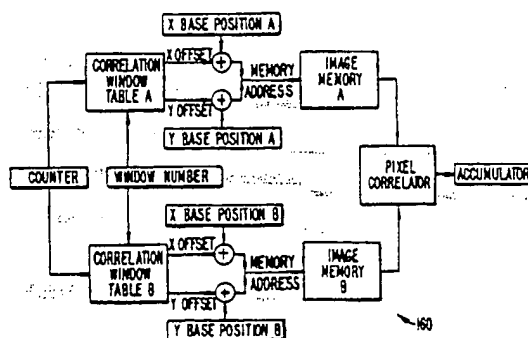 X BASE POSITION A
CORRELATION
WINDOW
TABLE A
X OFFSET
Y OFFSET
MEMORY
ADDRESS
IMAGE
MEMORY
A
Y BASE POSITION A
COUNTER
WINDOW NUMBER
PIXEL
CORRELATOR
ACCUMULATOR
X BASE POSITION B
CORRELATION
WINDOW
TABLE B
X OFFSET
Y OFFSET
MEMORY
ADDRESS
IMAGE
MEMORY
B
Y BASE POSITION B
160